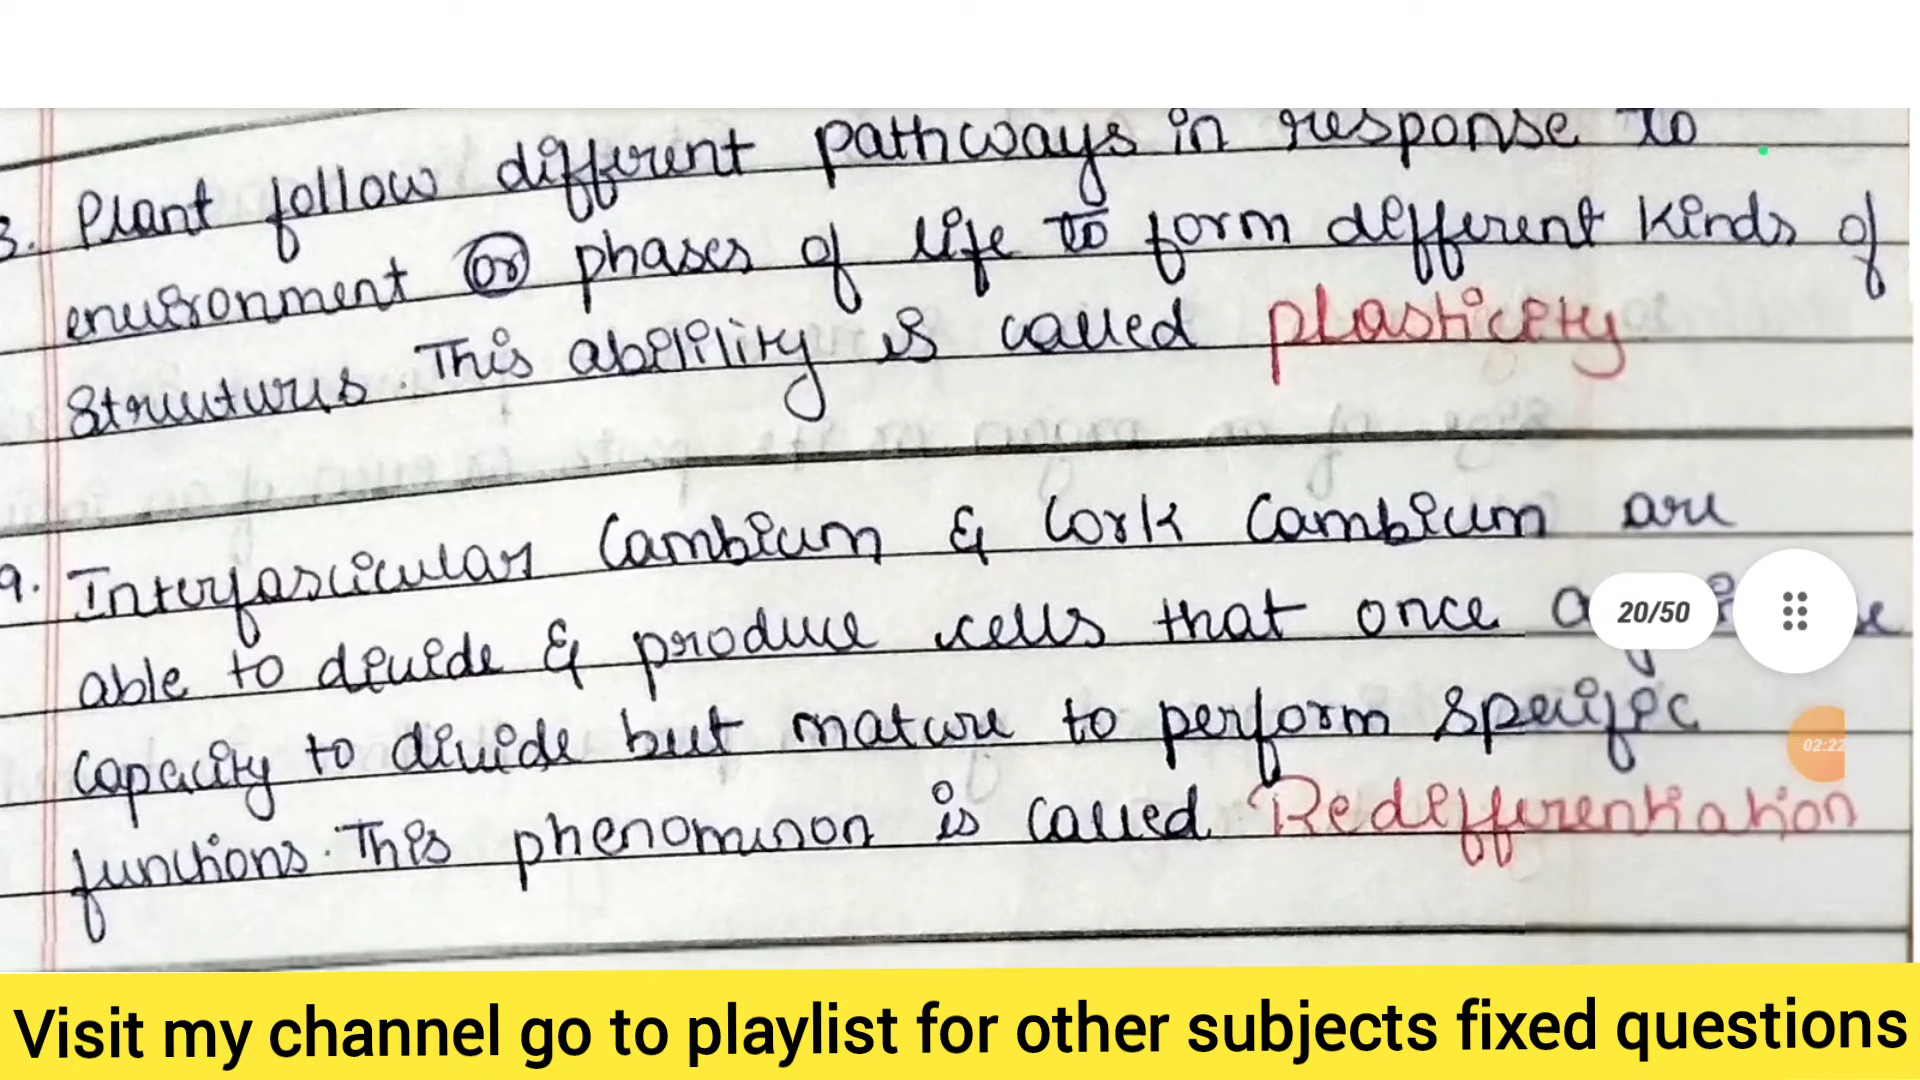 3. Plant follow different pathways in response to
environment or phases of life to form different kinds of
structures. This abilility is called plasticity
9. Interfascicular Cambium & Cork Cambium are
able to divide & produce cells that once
20/50
capacity to divide but mature to perform specific
02:22
functions. This phenominon is called Redifferentiation
Visit my channel go to playlist for other subjects fixed questions